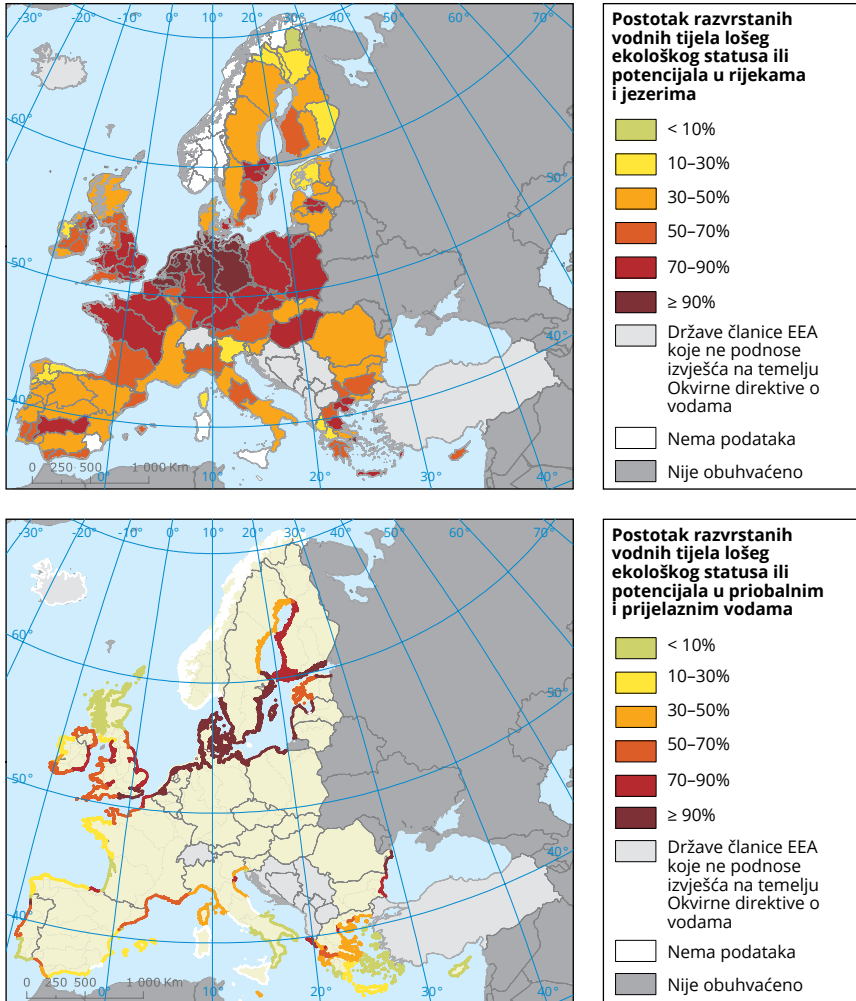 -30°
-20°
-10°
0°
10°
20°
30°
40°
50°
60°
70°
60°
50°
50°
40°
40°
0
250
500
1 000 Km
0°
10°
20°
30°
40°
Postotak razvrstanih
vodnih tijela lošeg
ekološkog statusa ili
potencijala u rijekama
i jezerima
< 10%
10–30%
30–50%
50–70%
70–90%
≥ 90%
Države članice EEA
koje ne podnose
izvješća na temelju
Okvirne direktive o
vodama
Nema podataka
Nije obuhvaćeno
-30°
-20°
-10°
0°
10°
20°
30°
40°
50°
60°
70°
60°
50°
50°
40°
40°
0
250
500
1 000 Km
0°
10°
20°
30°
40°
Postotak razvrstanih
vodnih tijela lošeg
ekološkog statusa ili
potencijala u priobalnim
i prijelaznim vodama
< 10%
10–30%
30–50%
50–70%
70–90%
≥ 90%
Države članice EEA
koje ne podnose
izvješća na temelju
Okvirne direktive o
vodama
Nema podataka
Nije obuhvaćeno